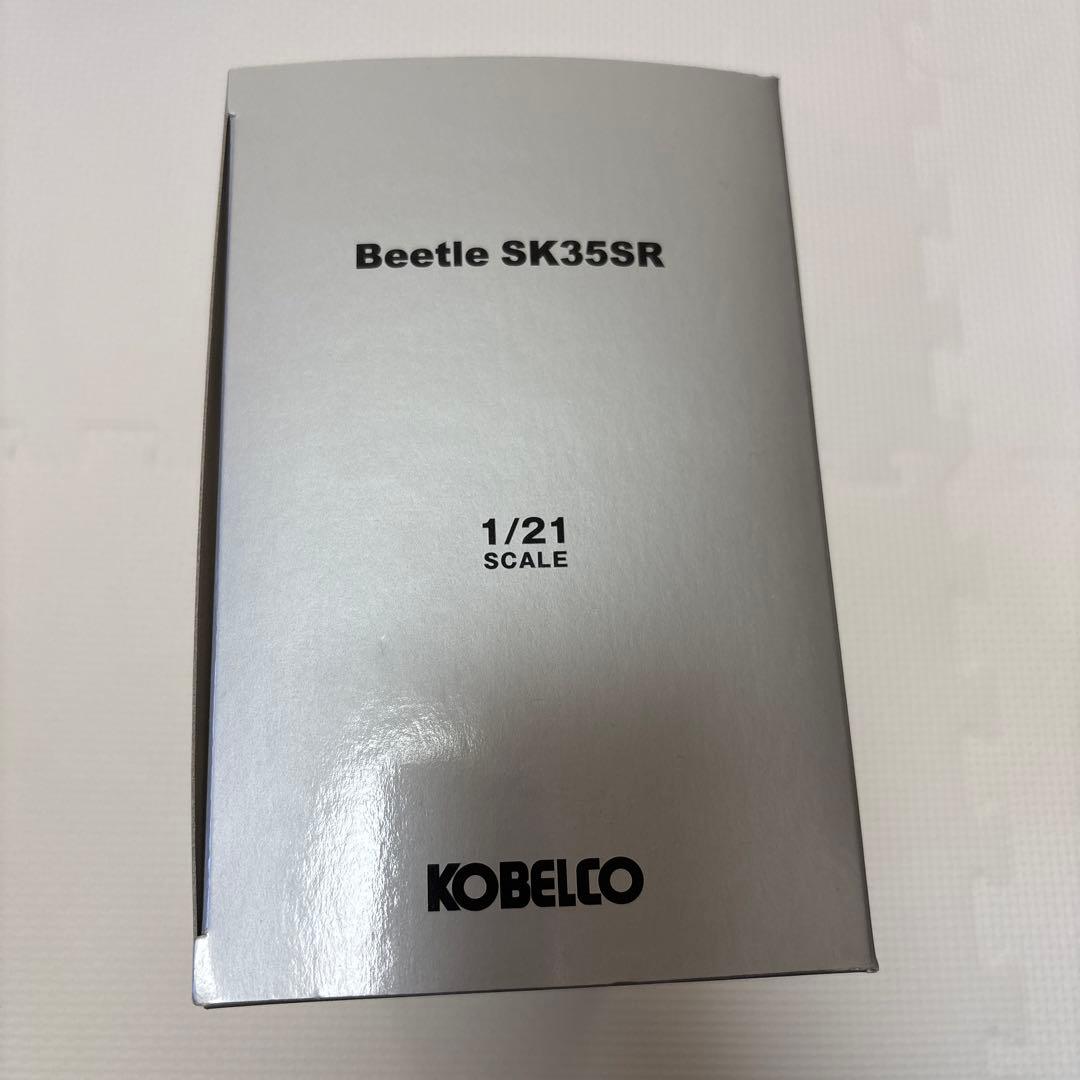 Beetle SK35SR
1/21
SCALE
KOBELCO